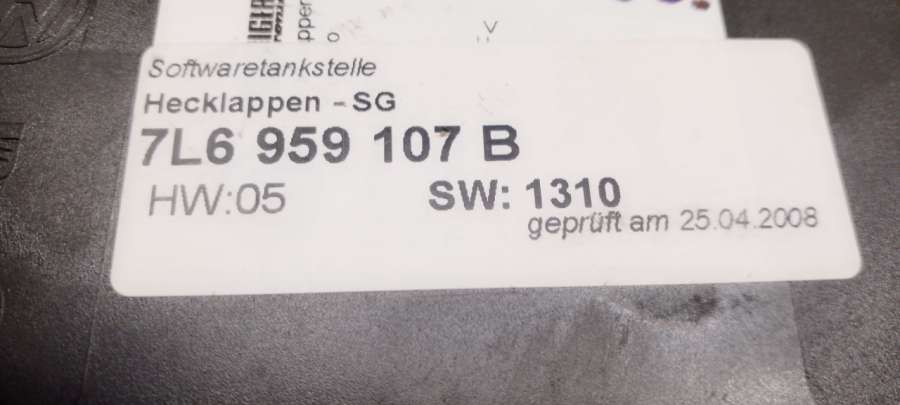 Softwaretankstelle
Hecklappen - SG
7L6 959 107 B
HW:05 SW: 1310
geprüft am 25.04.2008